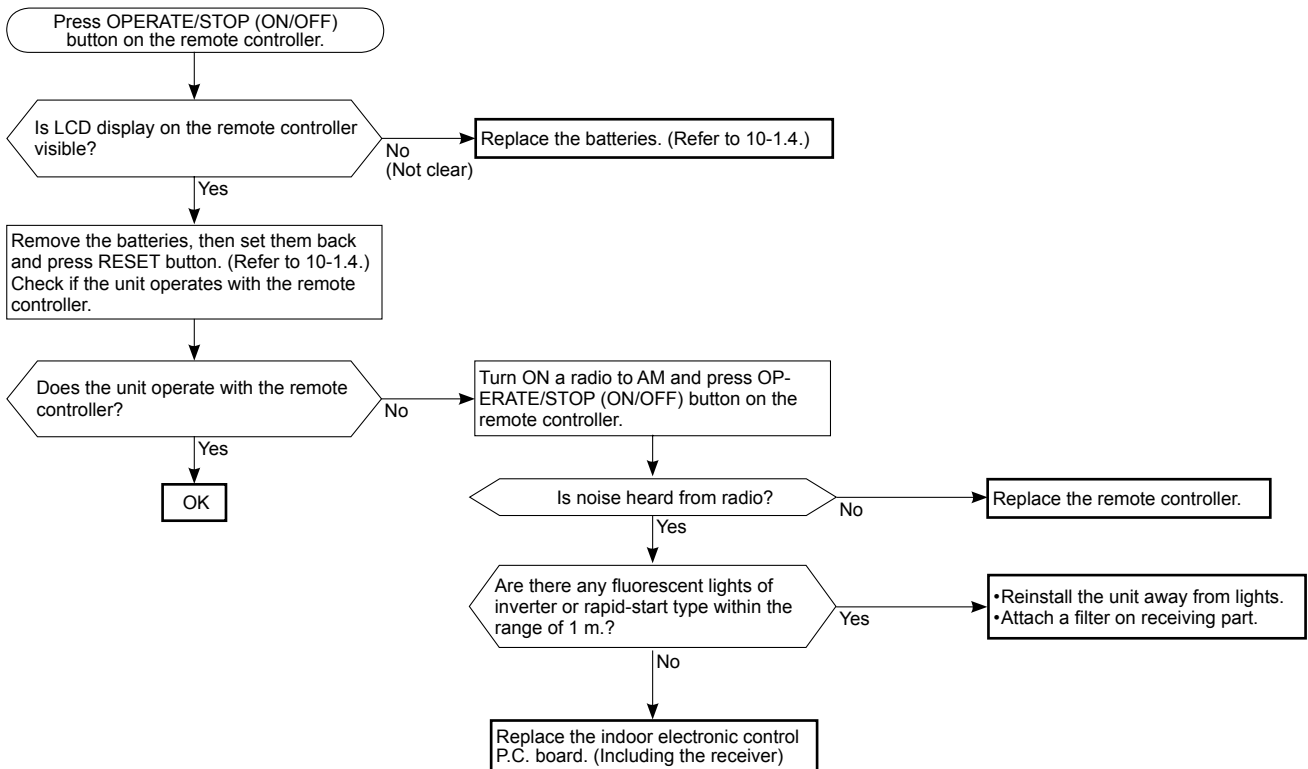 Press OPERATE/STOP (ON/OFF)
button on the remote controller.
Is LCD display on the remote controller
visible?
No
(Not clear)
Replace the batteries. (Refer to 10-1.4.)
Yes
Remove the batteries, then set them back
and press RESET button. (Refer to 10-1.4.)
Check if the unit operates with the remote
controller.
Does the unit operate with the remote
controller?
No
Turn ON a radio to AM and press OP-
ERATE/STOP (ON/OFF) button on the
remote controller.
Yes
OK
Is noise heard from radio?
No
Replace the remote controller.
Yes
Are there any fluorescent lights of
inverter or rapid-start type within the
range of 1 m.?
Yes
•Reinstall the unit away from lights.
•Attach a filter on receiving part.
No
Replace the indoor electronic control
P.C. board. (Including the receiver)